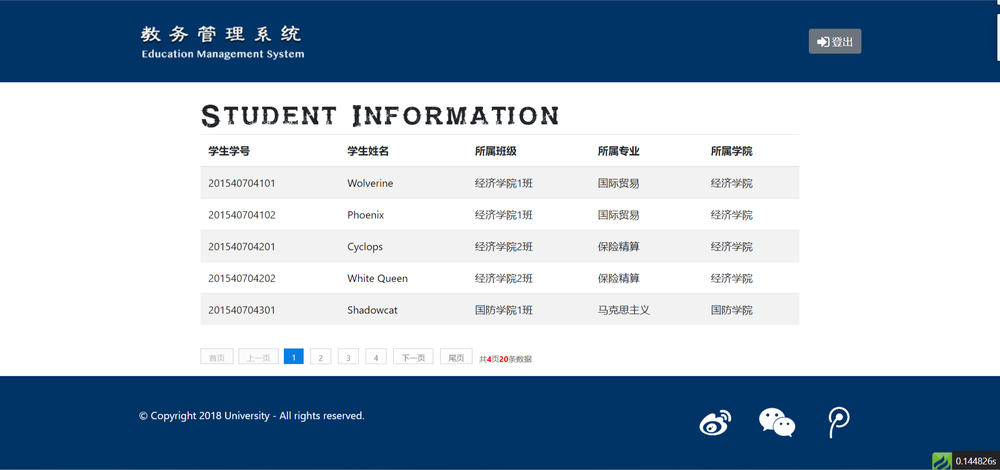 教务管理系统
Education Management System
登出
STUDENT INFORMATION
学生学号 学生姓名 所属班级 所属专业 所属学院
201540704101 Wolverine 经济学院1班 国际贸易 经济学院
201540704102 Phoenix 经济学院1班 国际贸易 经济学院
201540704201 Cyclops 经济学院2班 保险精算 经济学院
201540704202 White Queen 经济学院2班 保险精算 经济学院
201540704301 Shadowcat 国防学院1班 马克思主义 国防学院
首页 上一页 1 2 3 4 下一页 尾页 共4页20条数据
© Copyright 2018 University - All rights reserved.
0.144826s